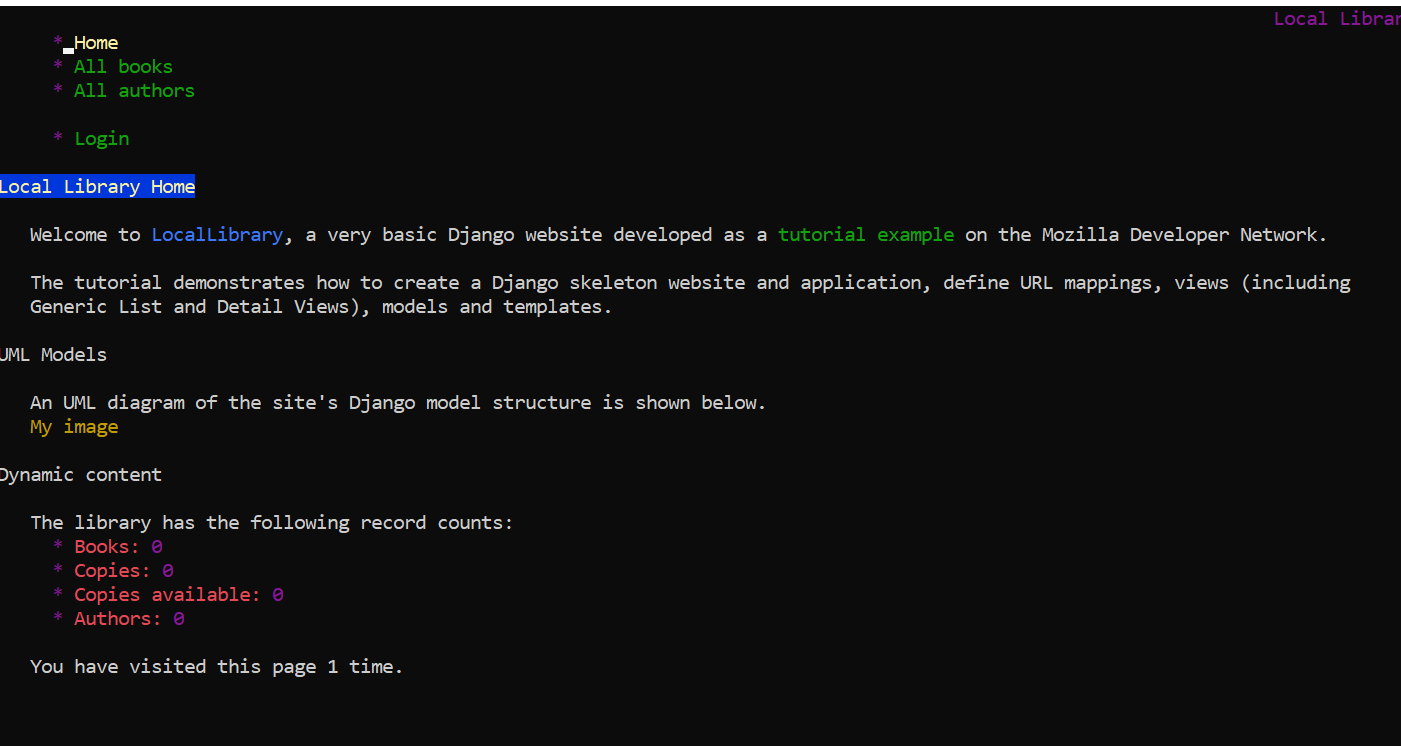 Local Librar
* Home
* All books
* All authors
* Login
Local Library Home
Welcome to LocalLibrary, a very basic Django website developed as a tutorial example on the Mozilla Developer Network.
The tutorial demonstrates how to create a Django skeleton website and application, define URL mappings, views (including
Generic List and Detail Views), models and templates.
UML Models
An UML diagram of the site's Django model structure is shown below.
My image
Dynamic content
The library has the following record counts:
* Books: 0
* Copies: 0
* Copies available: 0
* Authors: 0
You have visited this page 1 time.